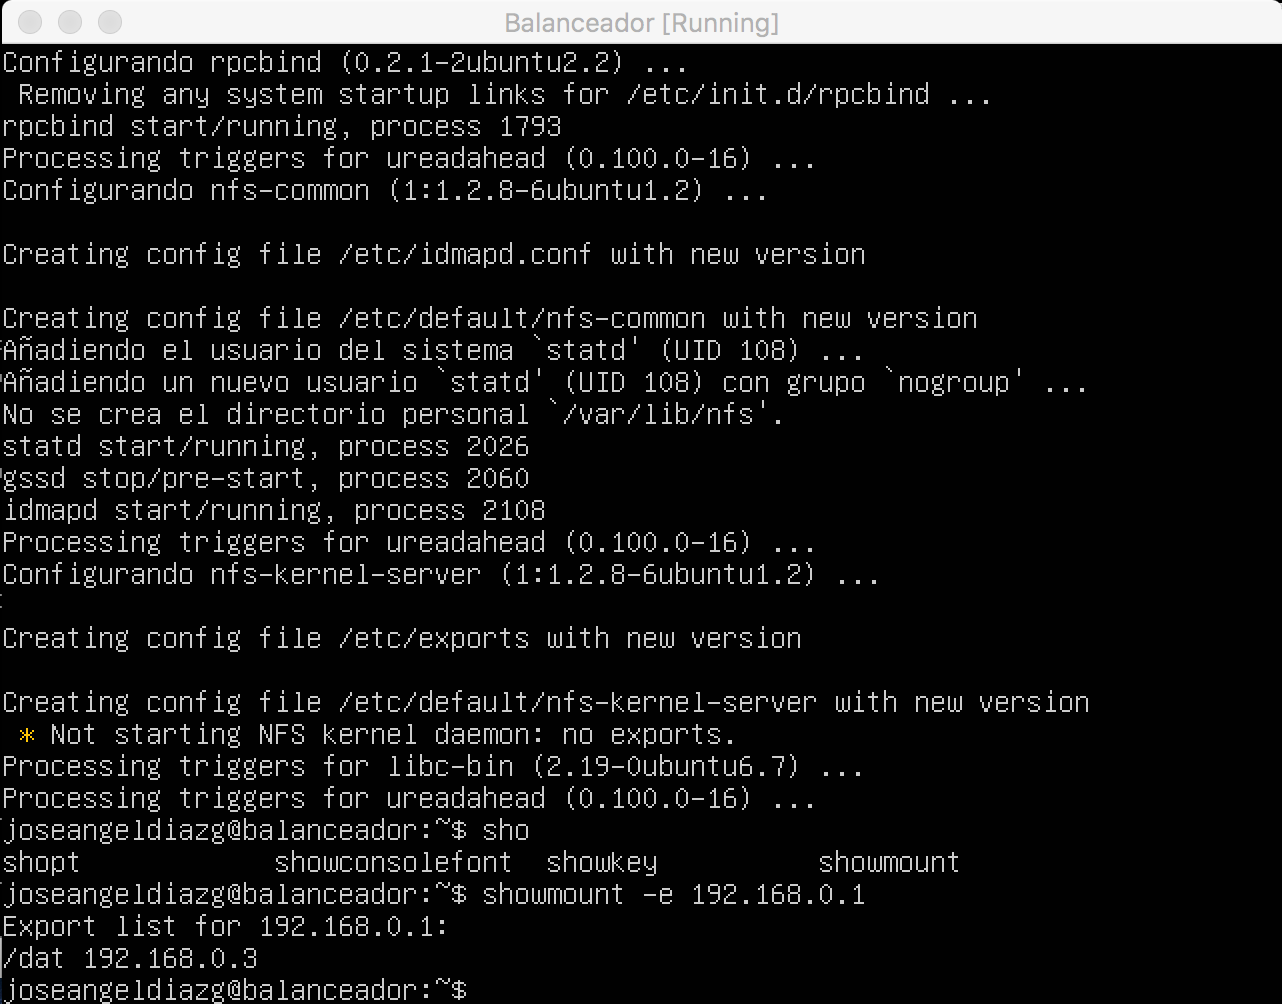 Balanceador [Running]
Configurando rpcbind (0.2.1-2ubuntu2.2) ...
 Removing any system startup links for /etc/init.d/rpcbind ...
rpcbind start/running, process 1793
Processing triggers for ureadahead (0.100.0-16) ...
Configurando nfs-common (1:1.2.8-6ubuntu1.2) ...

Creating config file /etc/idmapd.conf with new version

Creating config file /etc/default/nfs-common with new version
Añadiendo el usuario del sistema `statd' (UID 108) ...
Añadiendo un nuevo usuario `statd' (UID 108) con grupo `nogroup' ...
No se crea el directorio personal `/var/lib/nfs'.
statd start/running, process 2026
gssd stop/pre-start, process 2060
idmapd start/running, process 2108
Processing triggers for ureadahead (0.100.0-16) ...
Configurando nfs-kernel-server (1:1.2.8-6ubuntu1.2) ...

Creating config file /etc/exports with new version

Creating config file /etc/default/nfs-kernel-server with new version
 * Not starting NFS kernel daemon: no exports.
Processing triggers for libc-bin (2.19-0ubuntu6.7) ...
Processing triggers for ureadahead (0.100.0-16) ...
joseangeldiazg@balanceador:~$ sho
shopt            showconsolefont  showkey          showmount
joseangeldiazg@balanceador:~$ showmount -e 192.168.0.1
Export list for 192.168.0.1:
/dat 192.168.0.3
joseangeldiazg@balanceador:~$